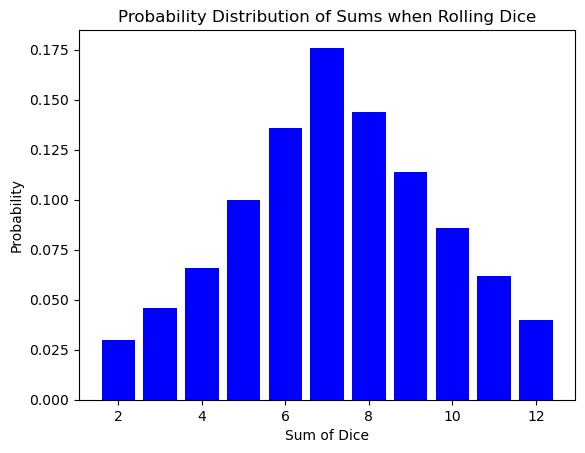 Probability Distribution of Sums when Rolling Dice
0.175
0.150
0.125
0.100
0.075
0.050
0.025
0.000
Probability
2 4 6 8 10 12
Sum of Dice